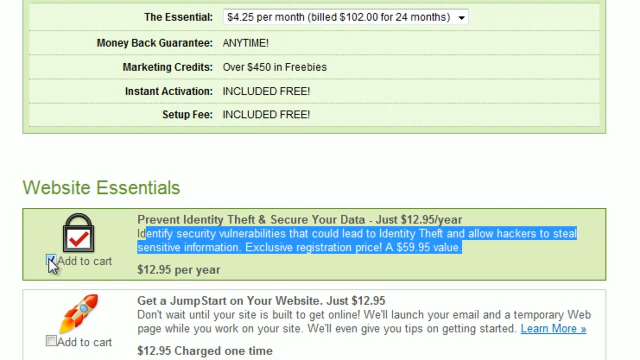 The Essential: $4.25 per month (billed $102.00 for 24 months)
Money Back Guarantee: ANYTIME!
Marketing Credits: Over $450 in Freebies
Instant Activation: INCLUDED FREE!
Setup Fee: INCLUDED FREE!
Website Essentials
Prevent Identity Theft & Secure Your Data - Just $12.95/year
Identify security vulnerabilities that could lead to Identity Theft and allow hackers to steal
sensitive information. Exclusive registration price! A $59.95 value.
Add to cart
$12.95 per year
Get a JumpStart on Your Website. Just $12.95
Don't wait until your site is built to get online! We'll launch your email and a temporary Web
page while you work on your site. We'll even give you tips on getting started. Learn More »
Add to cart
$12.95 Charged one time